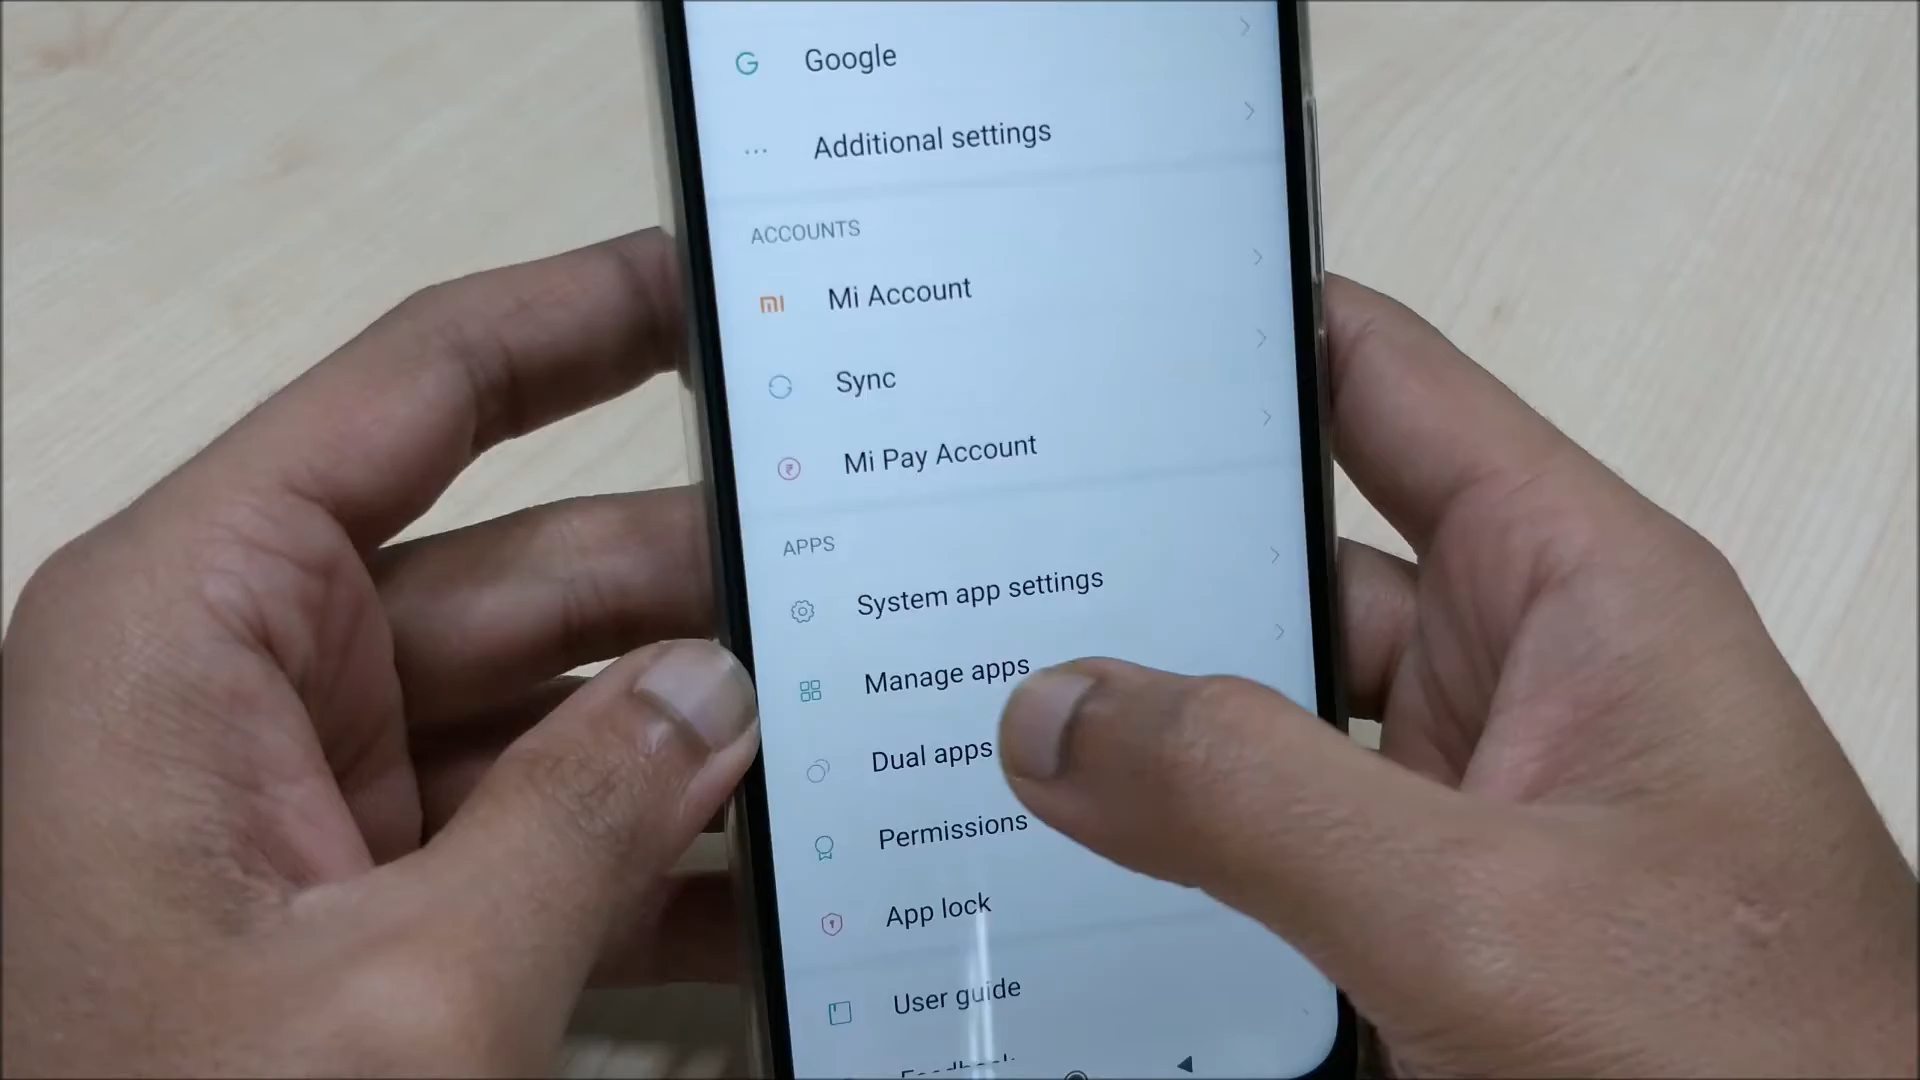 Google
Additional settings
ACCOUNTS
Mi Account
Sync
Mi Pay Account
APPS
System app settings
Manage apps
Dual apps
Permissions
App lock
User guide